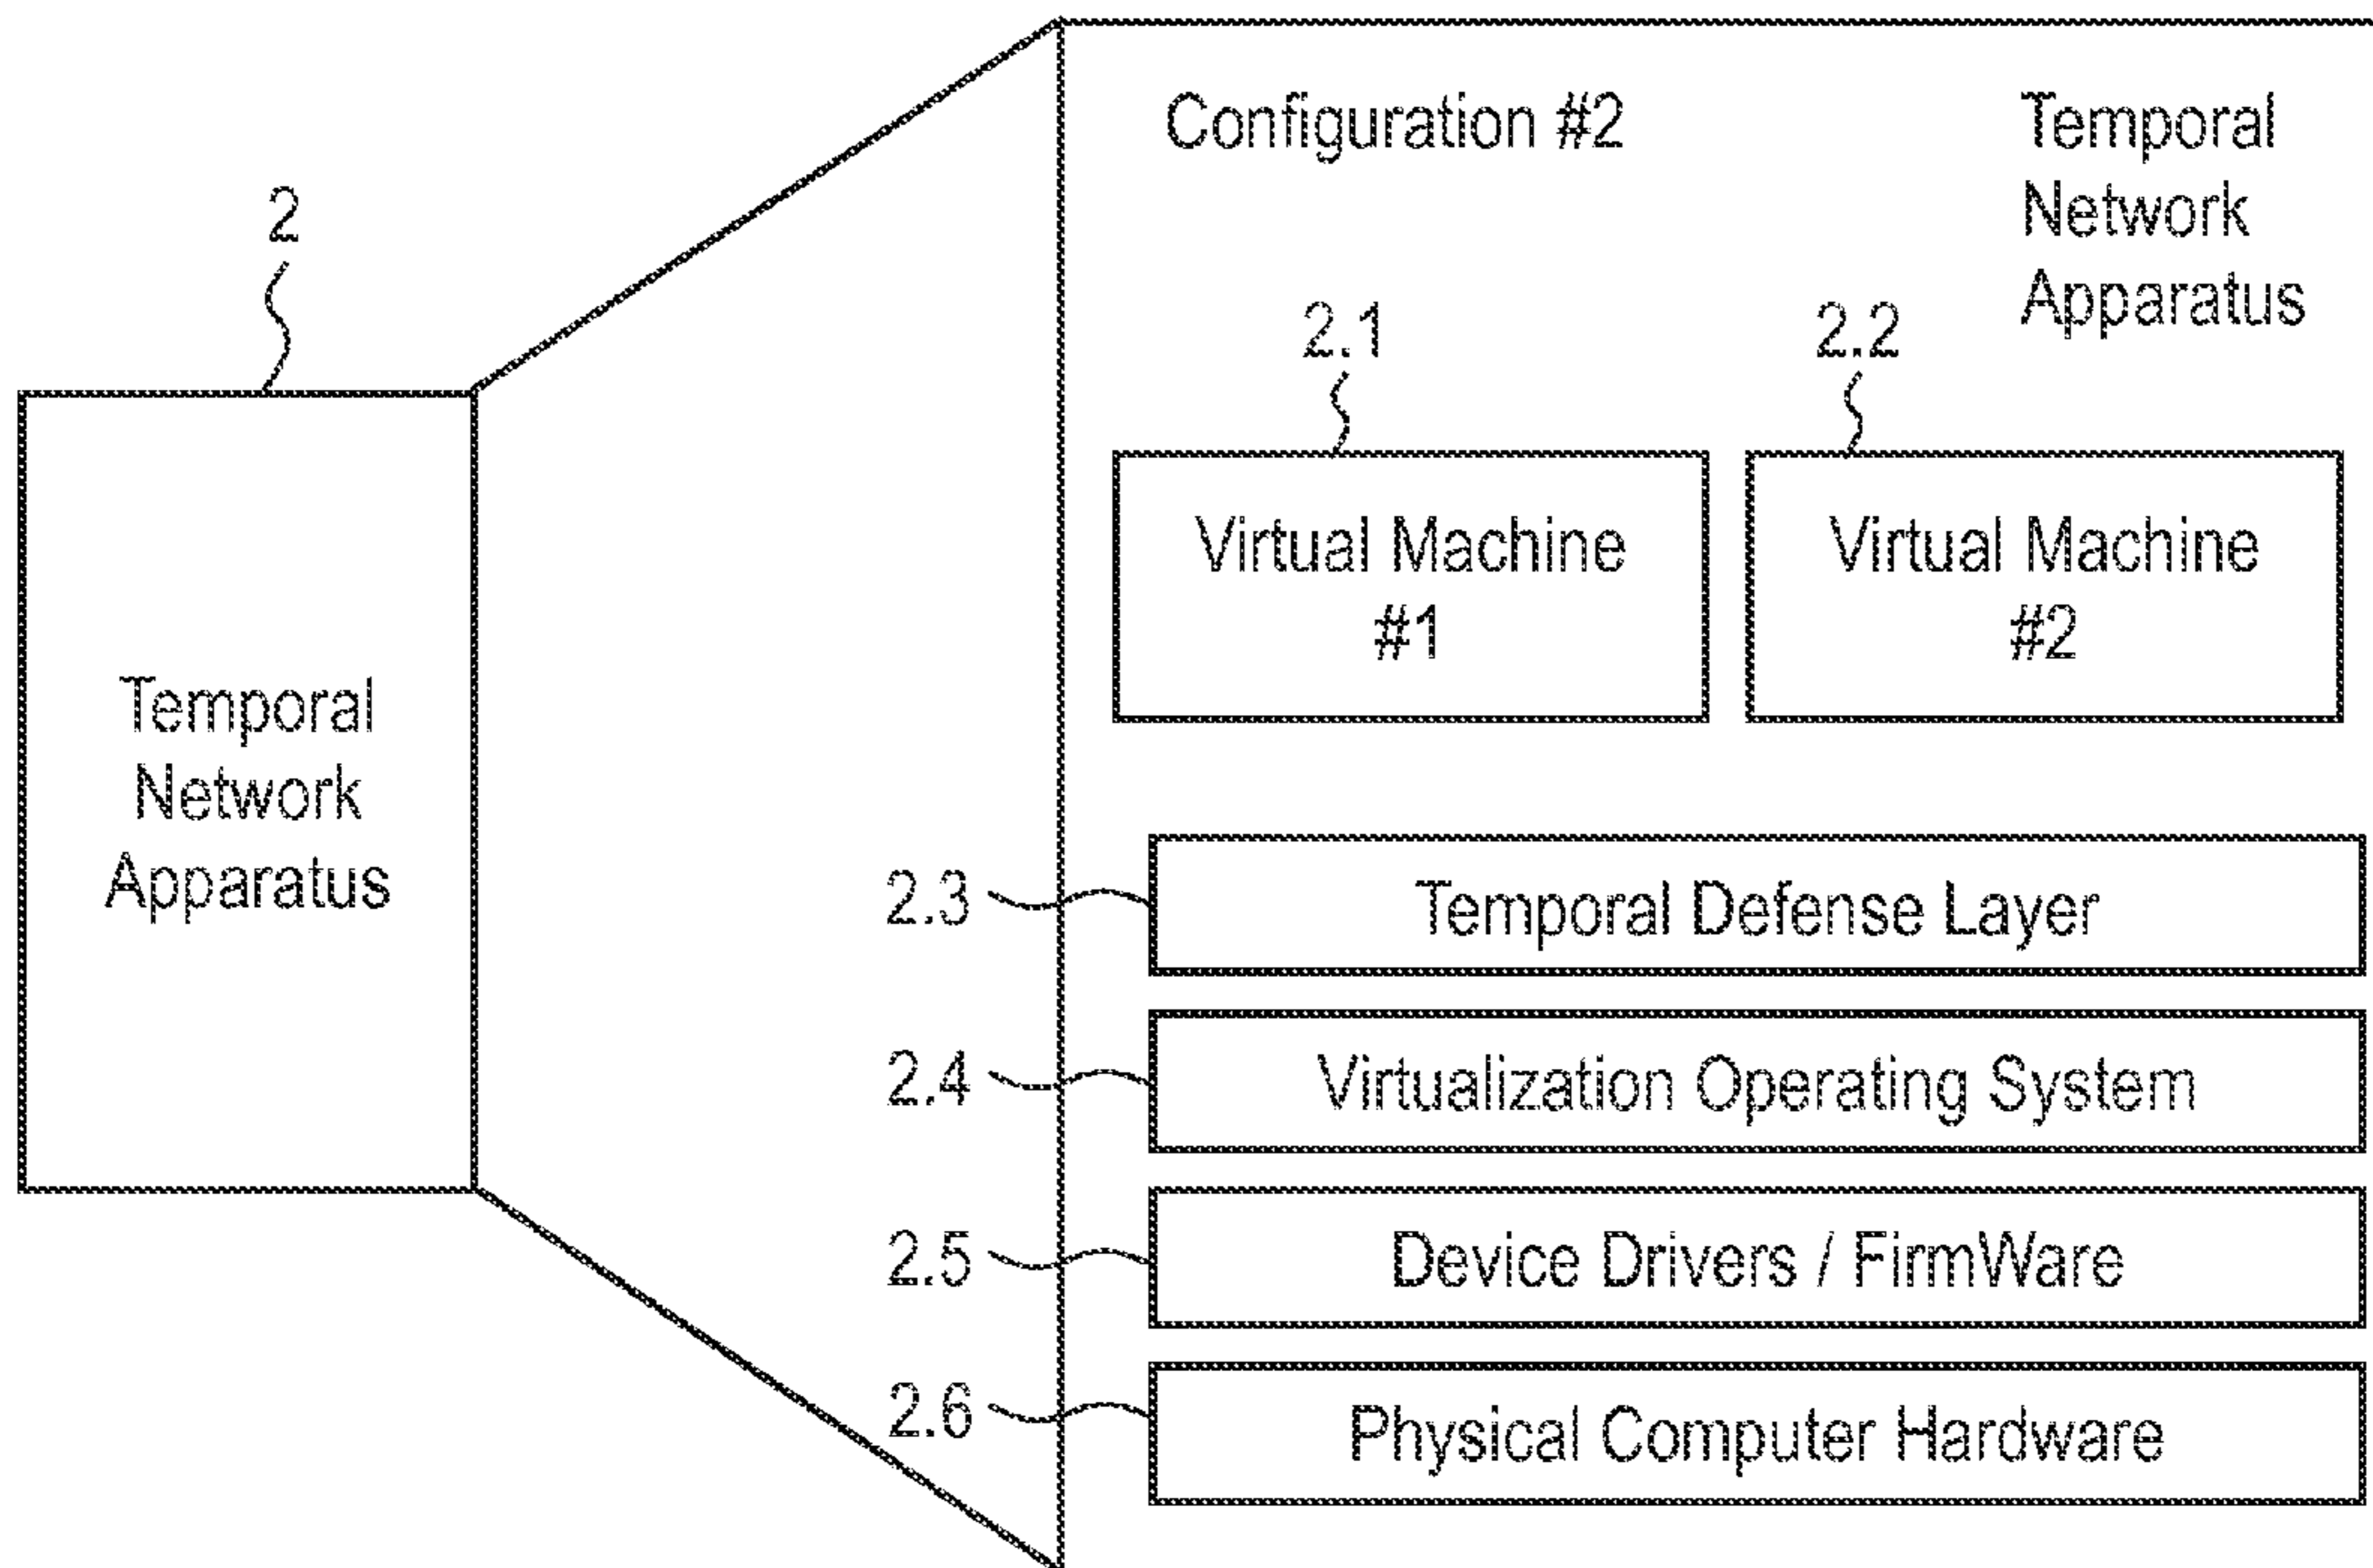 2
Temporal
Network
Apparatus
Configuration #2
Temporal
Network
Apparatus
2.1
2.2
Virtual Machine
#1
Virtual Machine
#2
2.3
Temporal Defense Layer
2.4
Virtualization Operating System
2.5
Device Drivers / FirmWare
2.6
Physical Computer Hardware